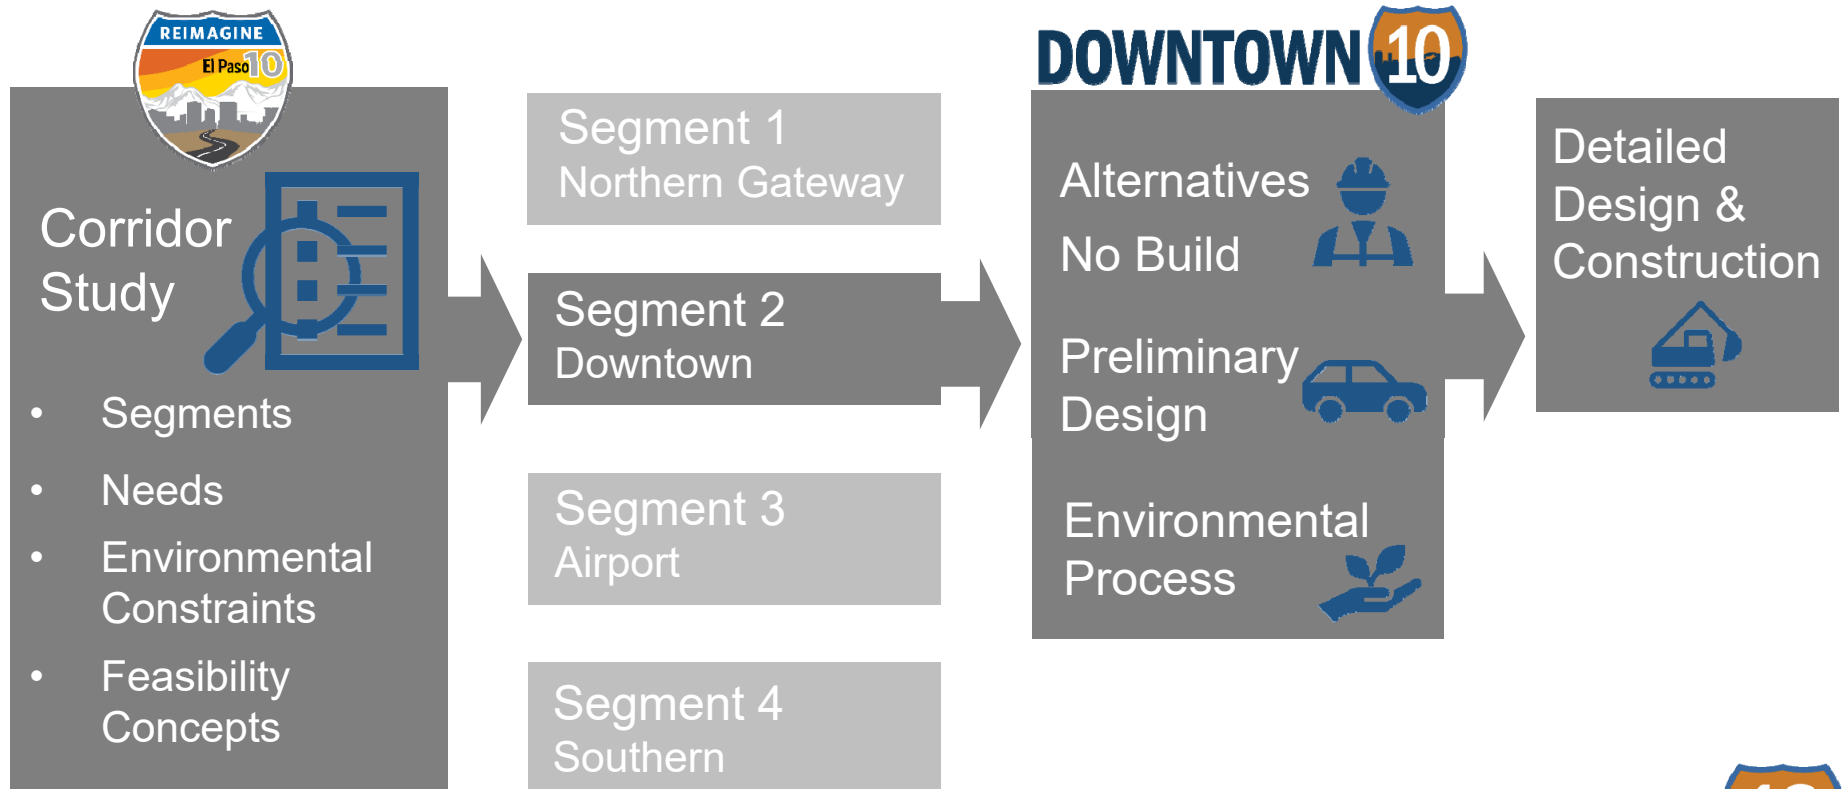 REIMAGINE
El Paso 10
Corridor
Study
• Segments
• Needs
• Environmental
Constraints
• Feasibility
Concepts
Segment 1
Northern Gateway
Segment 2
Downtown
Segment 3
Airport
Segment 4
Southern
DOWNTOWN 10
Alternatives
No Build
Preliminary
Design
Environmental
Process
Detailed
Design &
Construction